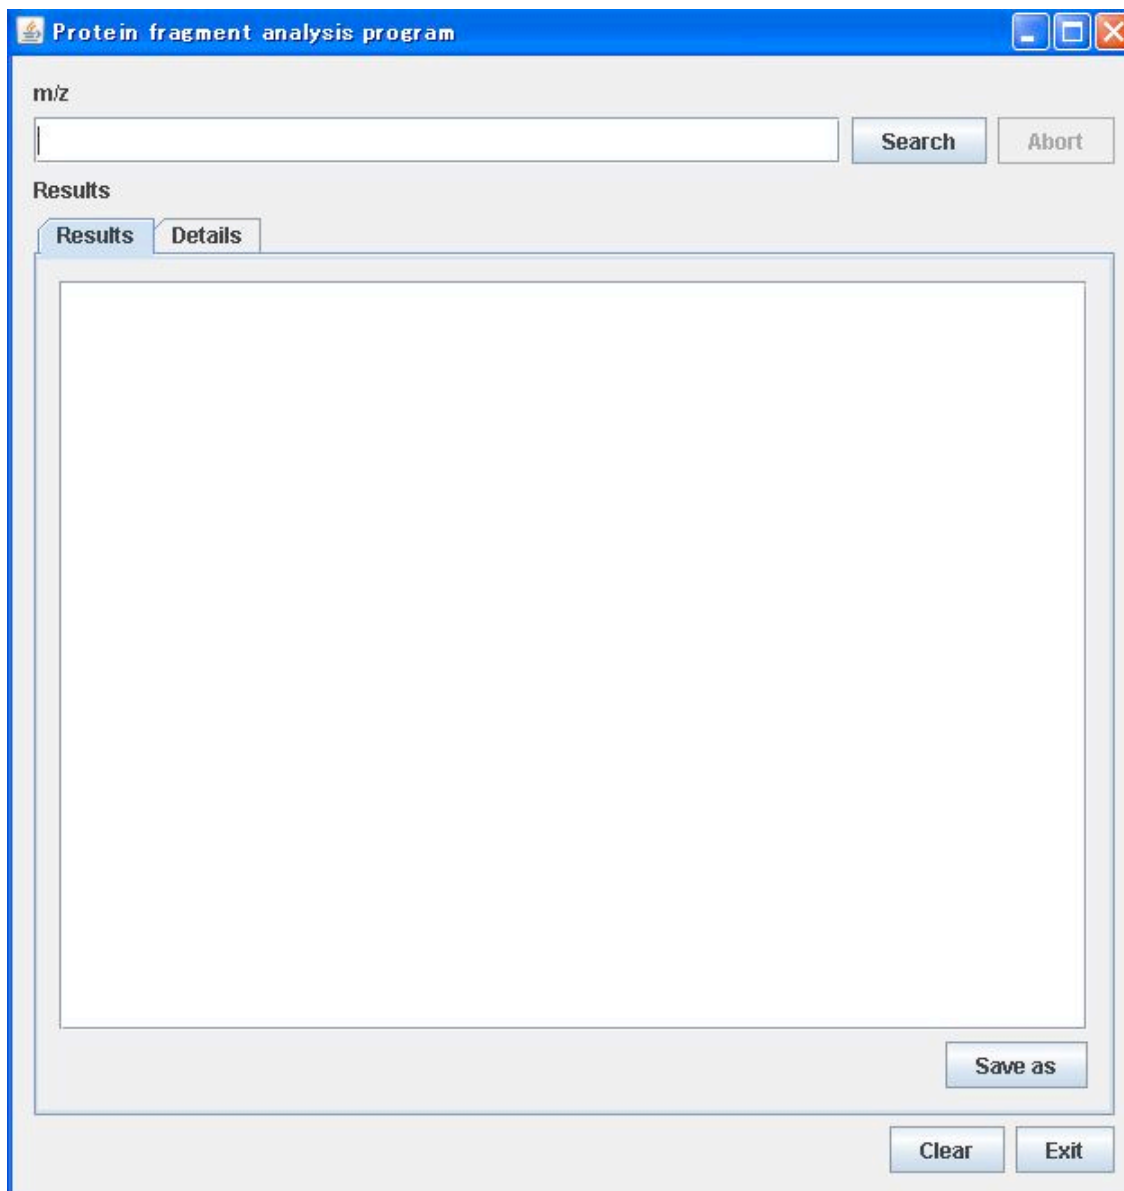 Protein fragment analysis program
m/z
Search Abort
Results
Results Details
Save as
Clear Exit